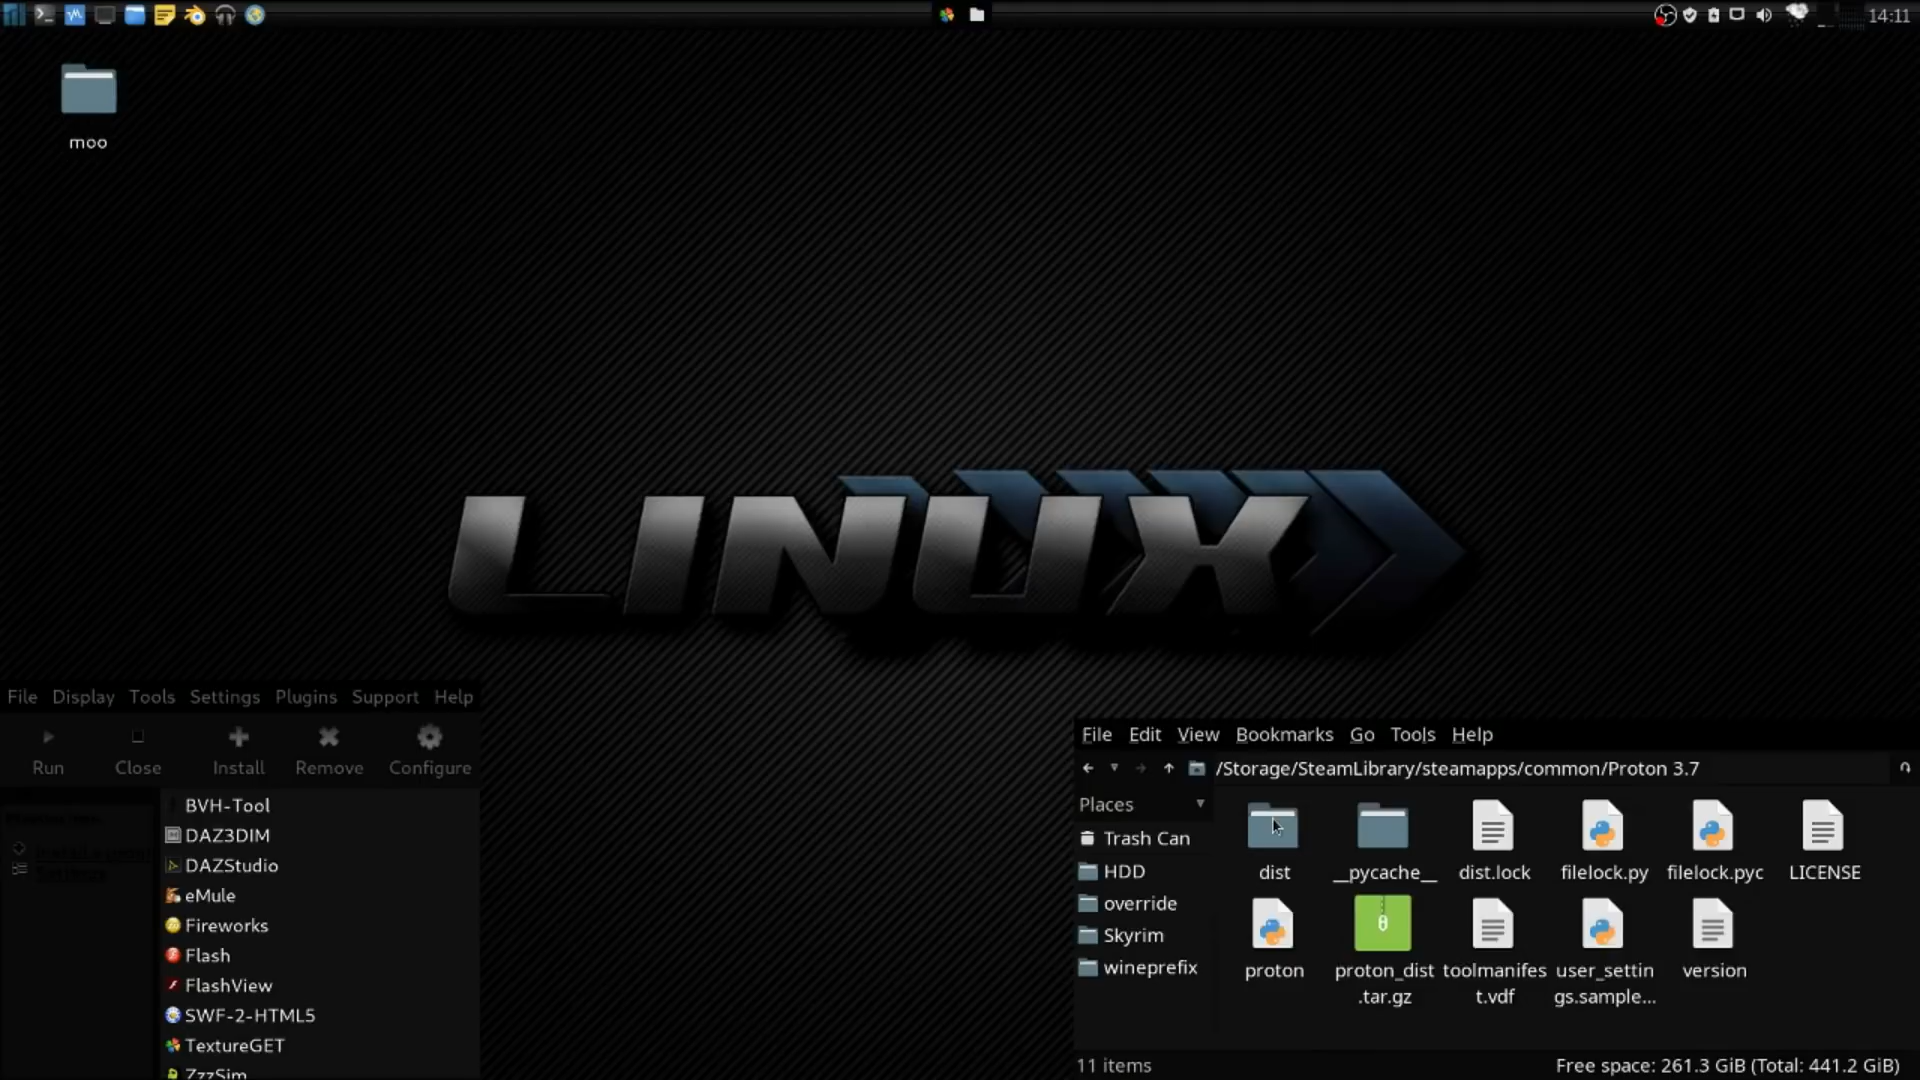 14:11
moo
LINUX
File Display Tools Settings Plugins Support Help
Run Close Install Remove Configure
BVH-Tool
DAZ3DIM
DAZStudio
eMule
Fireworks
Flash
FlashView
SWF-2-HTML5
TextureGET
ZzzSim
File Edit View Bookmarks Go Tools Help
/Storage/SteamLibrary/steamapps/common/Proton 3.7
Places
Trash Can
HDD
override
Skyrim
wineprefix
dist __pycache__ dist.lock filelock.py filelock.pyc LICENSE
proton proton_dist toolmanifes user_settin version
.tar.gz t.vdf gs.sample...
11 items Free space: 261.3 GiB (Total: 441.2 GiB)